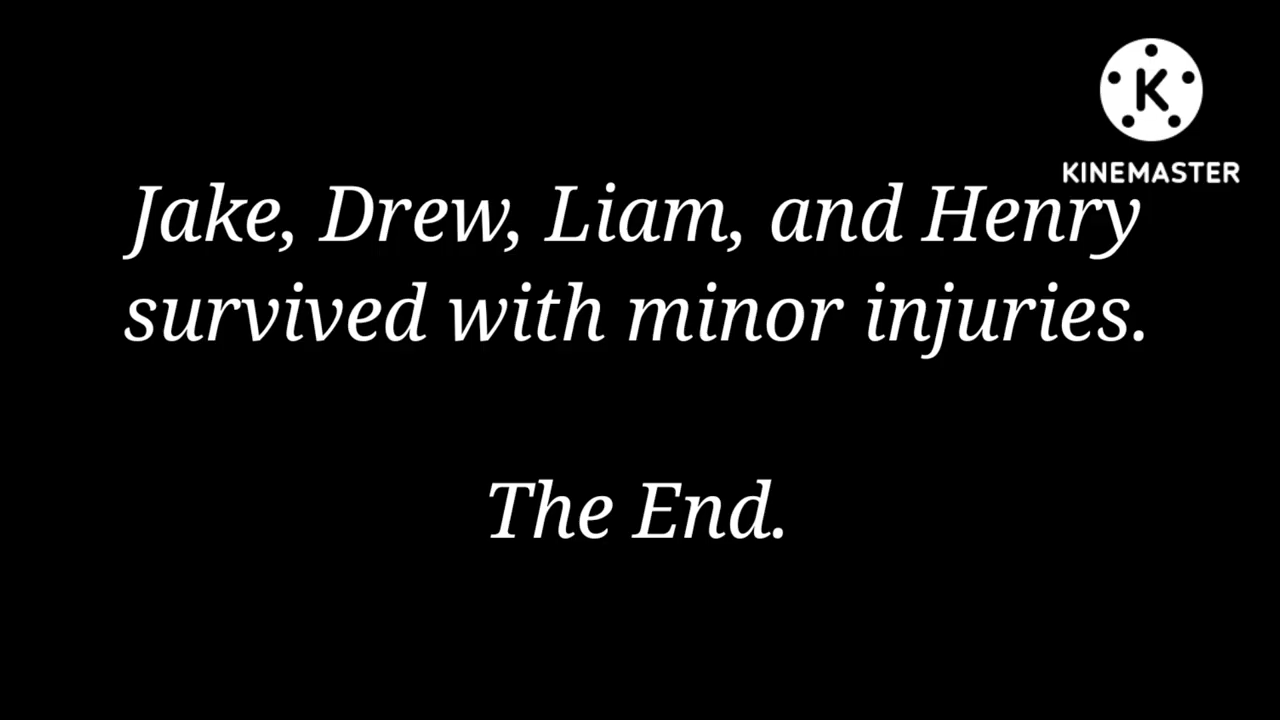 K
KINEMASTER
Jake, Drew, Liam, and Henry
survived with minor injuries.
The End.